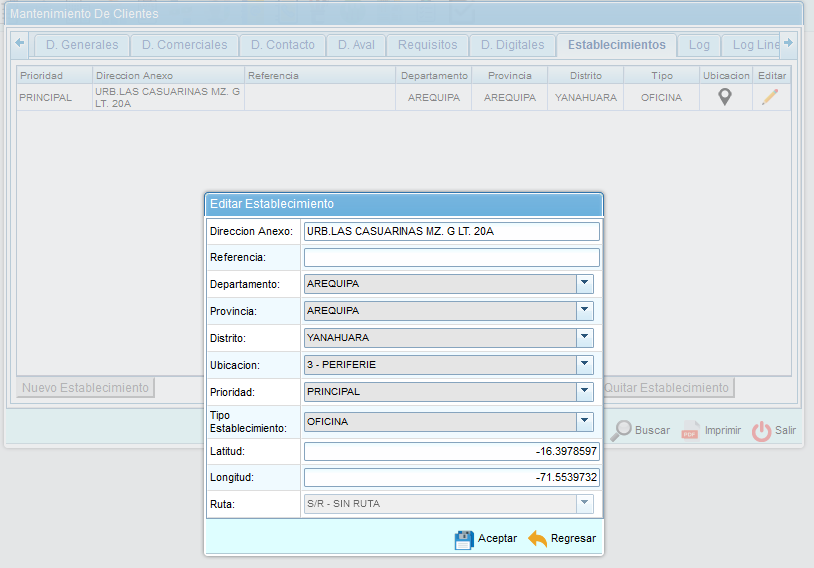 Mantenimiento De Clientes
D. Generales D. Comerciales D. Contacto D. Aval Requisitos D. Digitales Establecimientos Log Log Line
Prioridad Direccion Anexo Referencia Departamento Provincia Distrito Tipo Ubicacion Editar
PRINCIPAL URB.LAS CASUARINAS MZ. G LT. 20A AREQUIPA AREQUIPA YANAHUARA OFICINA
Editar Establecimiento
Direccion Anexo: URB.LAS CASUARINAS MZ. G LT. 20A
Referencia:
Departamento: AREQUIPA
Provincia: AREQUIPA
Distrito: YANAHUARA
Ubicacion: 3 - PERIFERIE
Prioridad: PRINCIPAL
Tipo
Establecimiento: OFICINA
Latitud: -16.3978597
Longitud: -71.5539732
Ruta: S/R - SIN RUTA
Aceptar Regresar
Nuevo Establecimiento Quitar Establecimiento
Buscar PDF Imprimir Salir